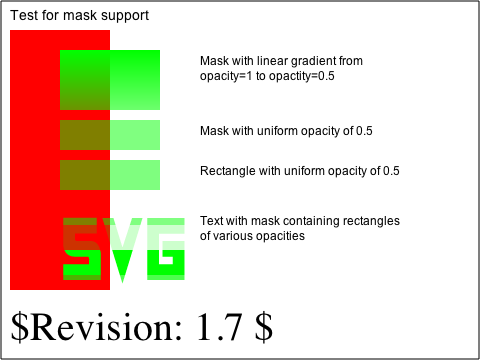 Test for mask support
Mask with linear gradient from
opacity=1 to opactity=0.5
Mask with uniform opacity of 0.5
Rectangle with uniform opacity of 0.5
SVG
Text with mask containing rectangles
of various opacities
$Revision: 1.7 $